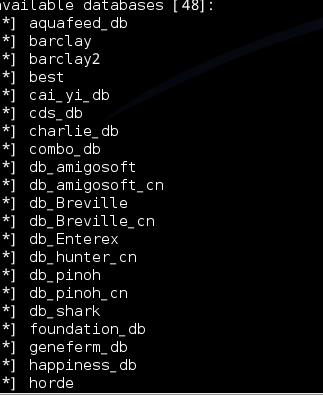 available databases [48]:
*] aquafeed_db
*] barclay
*] barclay2
*] best
*] cai_yi_db
*] cds_db
*] charlie_db
*] combo_db
*] db_amigosoft
*] db_amigosoft_cn
*] db_Breville
*] db_Breville_cn
*] db_Enterex
*] db_hunter_cn
*] db_pinoh
*] db_pinoh_cn
*] db_shark
*] foundation_db
*] geneferm_db
*] happiness_db
*] horde